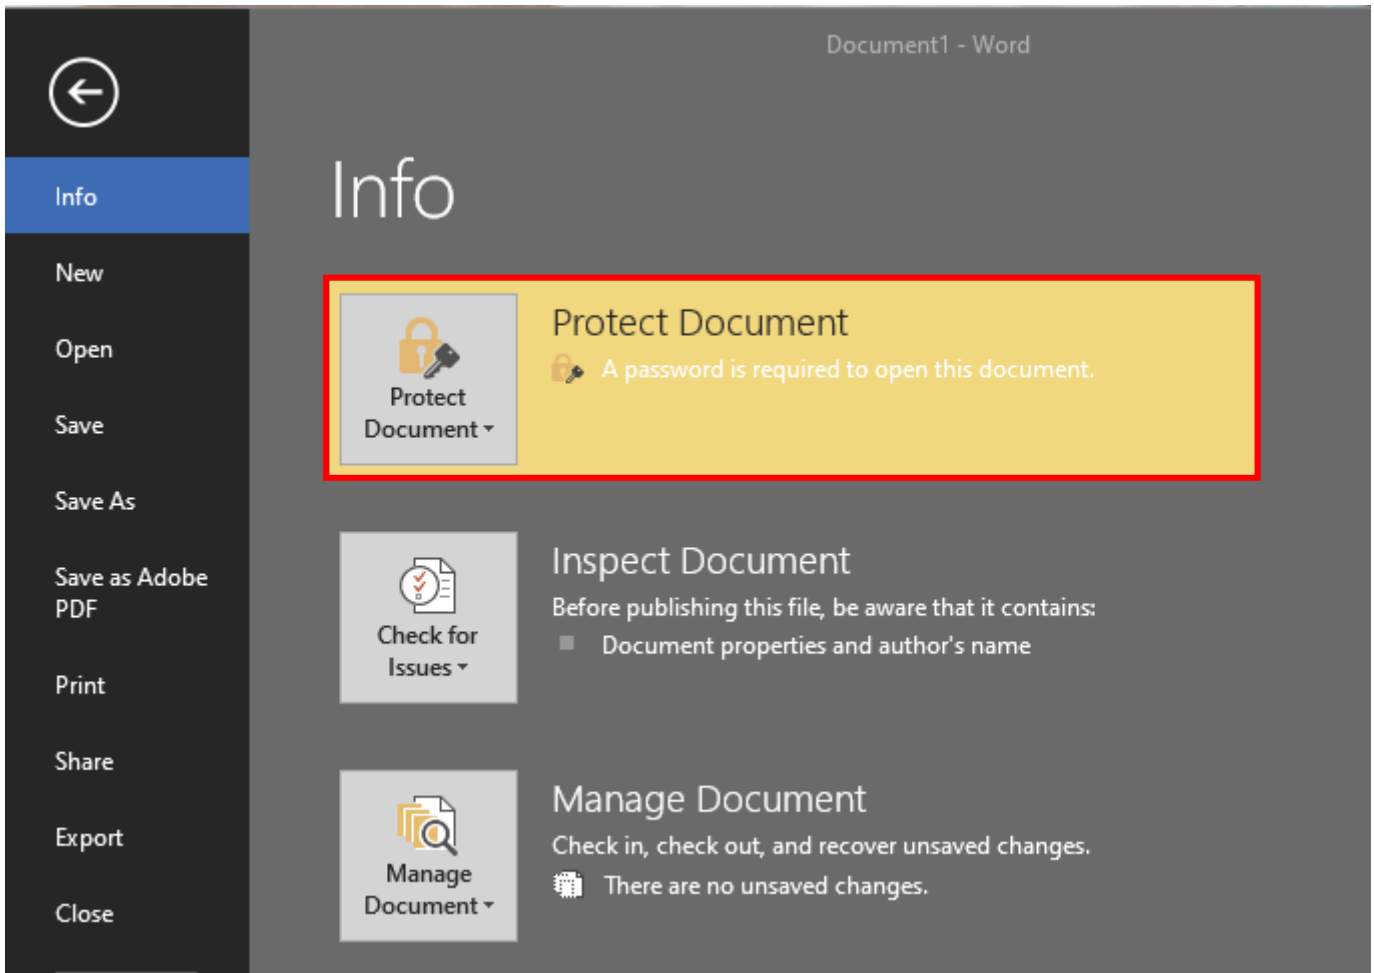 Document1 - Word
Info
New
Open
Save
Save As
Save as Adobe
PDF
Print
Share
Export
Close
Info
Protect
Document
Protect Document
A password is required to open this document.
Check for
Issues
Inspect Document
Before publishing this file, be aware that it contains:
Document properties and author's name
Manage
Document
Manage Document
Check in, check out, and recover unsaved changes.
There are no unsaved changes.